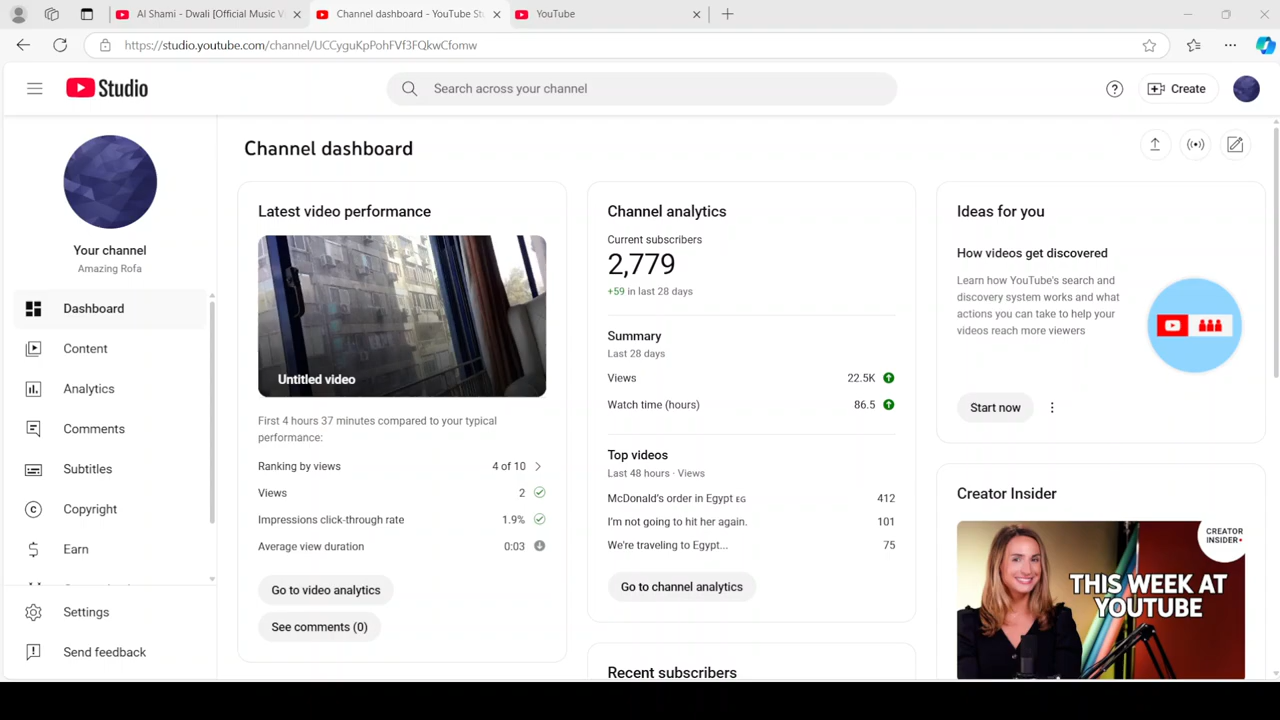 Al Shami - Dwali [Official Music V
Channel dashboard - YouTube St
YouTube
https://studio.youtube.com/channel/UCCyguKpPohFVf3FQkwCfomw
Studio
Search across your channel
Create
Your channel
Amazing Rofa
Dashboard
Content
Analytics
Comments
Subtitles
Copyright
Earn
Settings
Send feedback
Channel dashboard
Latest video performance
Untitled video
First 4 hours 37 minutes compared to your typical
performance:
Ranking by views 4 of 10
Views 2
Impressions click-through rate 1.9%
Average view duration 0:03
Go to video analytics
See comments (0)
Channel analytics
Current subscribers
2,779
+59 in last 28 days
Summary
Last 28 days
Views 22.5K
Watch time (hours) 86.5
Top videos
Last 48 hours · Views
McDonald's order in Egypt EG 412
I'm not going to hit her again. 101
We're traveling to Egypt... 75
Go to channel analytics
Recent subscribers
Ideas for you
How videos get discovered
Learn how YouTube's search and
discovery system works and what
actions you can take to help your
videos reach more viewers
Start now
Creator Insider
CREATOR
INSIDER
THIS WEEK AT
YOUTUBE